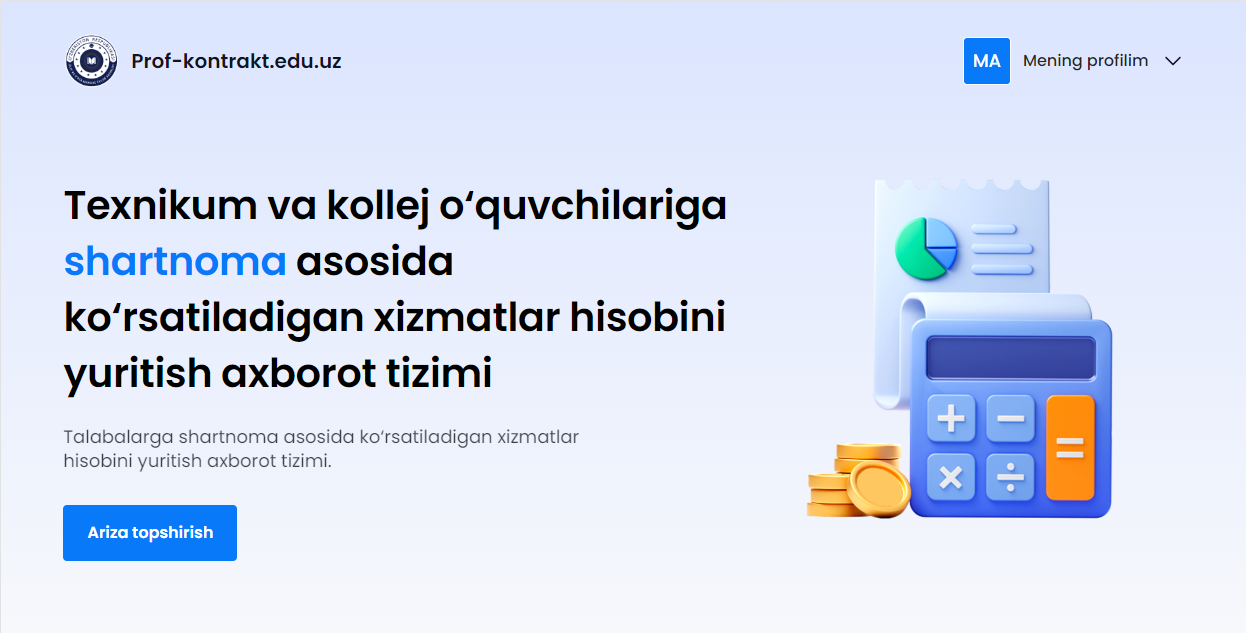 Prof-kontrakt.edu.uz
MA
Mening profilim
Texnikum va kollej o‘quvchilariga
shartnoma asosida
ko‘rsatiladigan xizmatlar hisobini
yuritish axborot tizimi
Talabalarga shartnoma asosida ko‘rsatiladigan xizmatlar
hisobini yuritish axborot tizimi.
Ariza topshirish